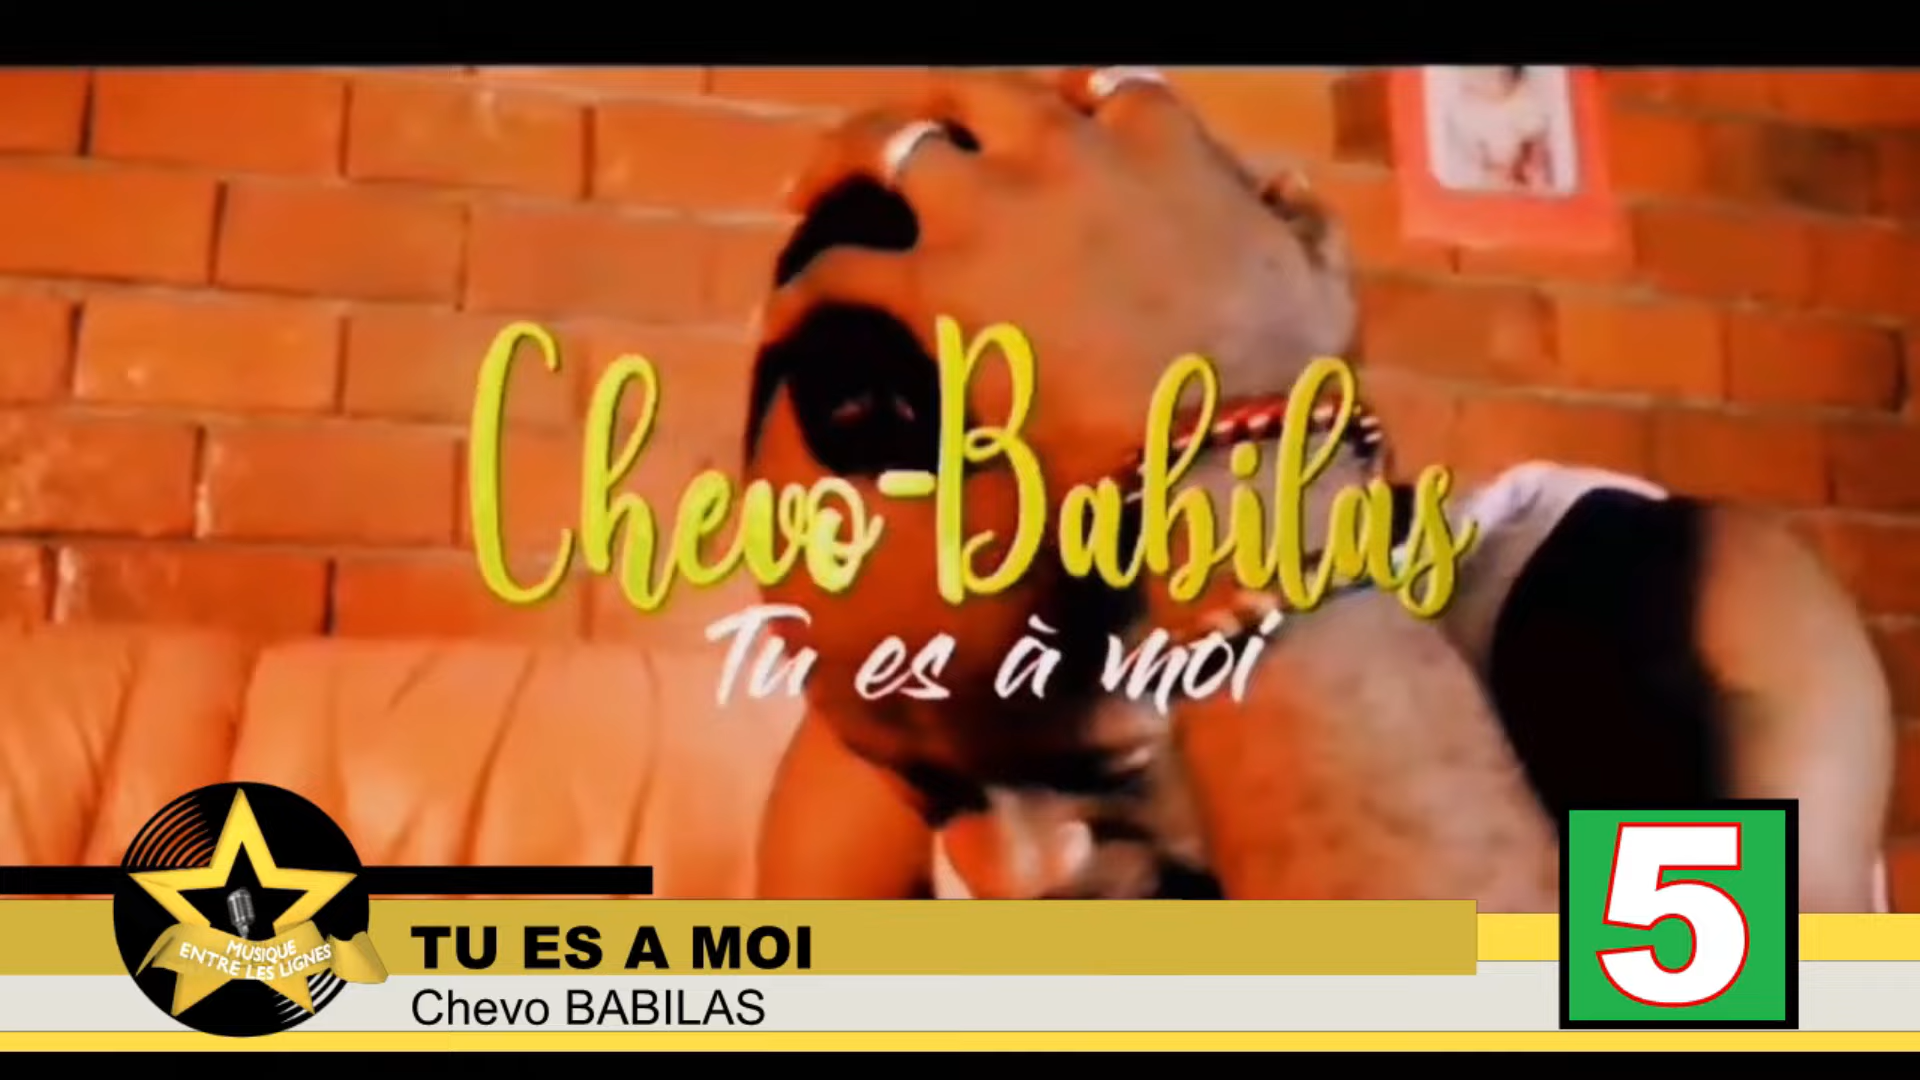 Chevo-Babilas
Tu es à moi
MUSIQUE
ENTRE LES LIGNES
TU ES A MOI
Chevo BABILAS
5